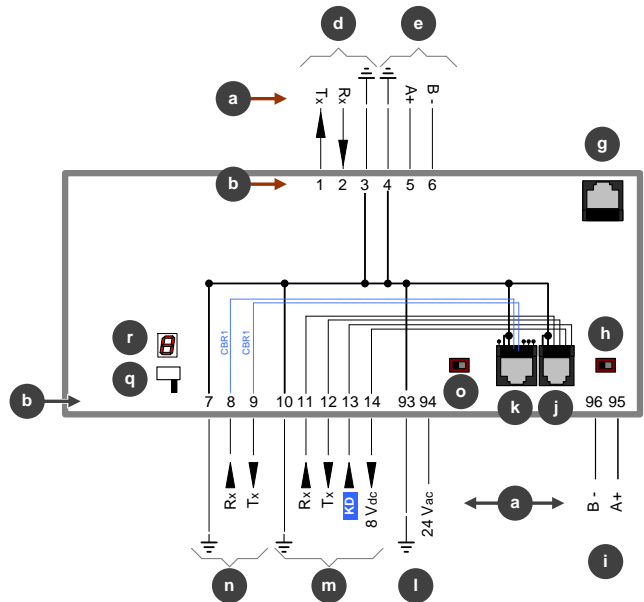 d e
a Tx Rx A+ B -
g
b 1 2 3 4 5 6
r CBR1 CBR1 h
q o k j
b 7 8 9 10 11 12 13 14 93 94 96 95
Rx Tx Rx Tx KD 8 Vdc 24 Vac a B - A+
n m l i